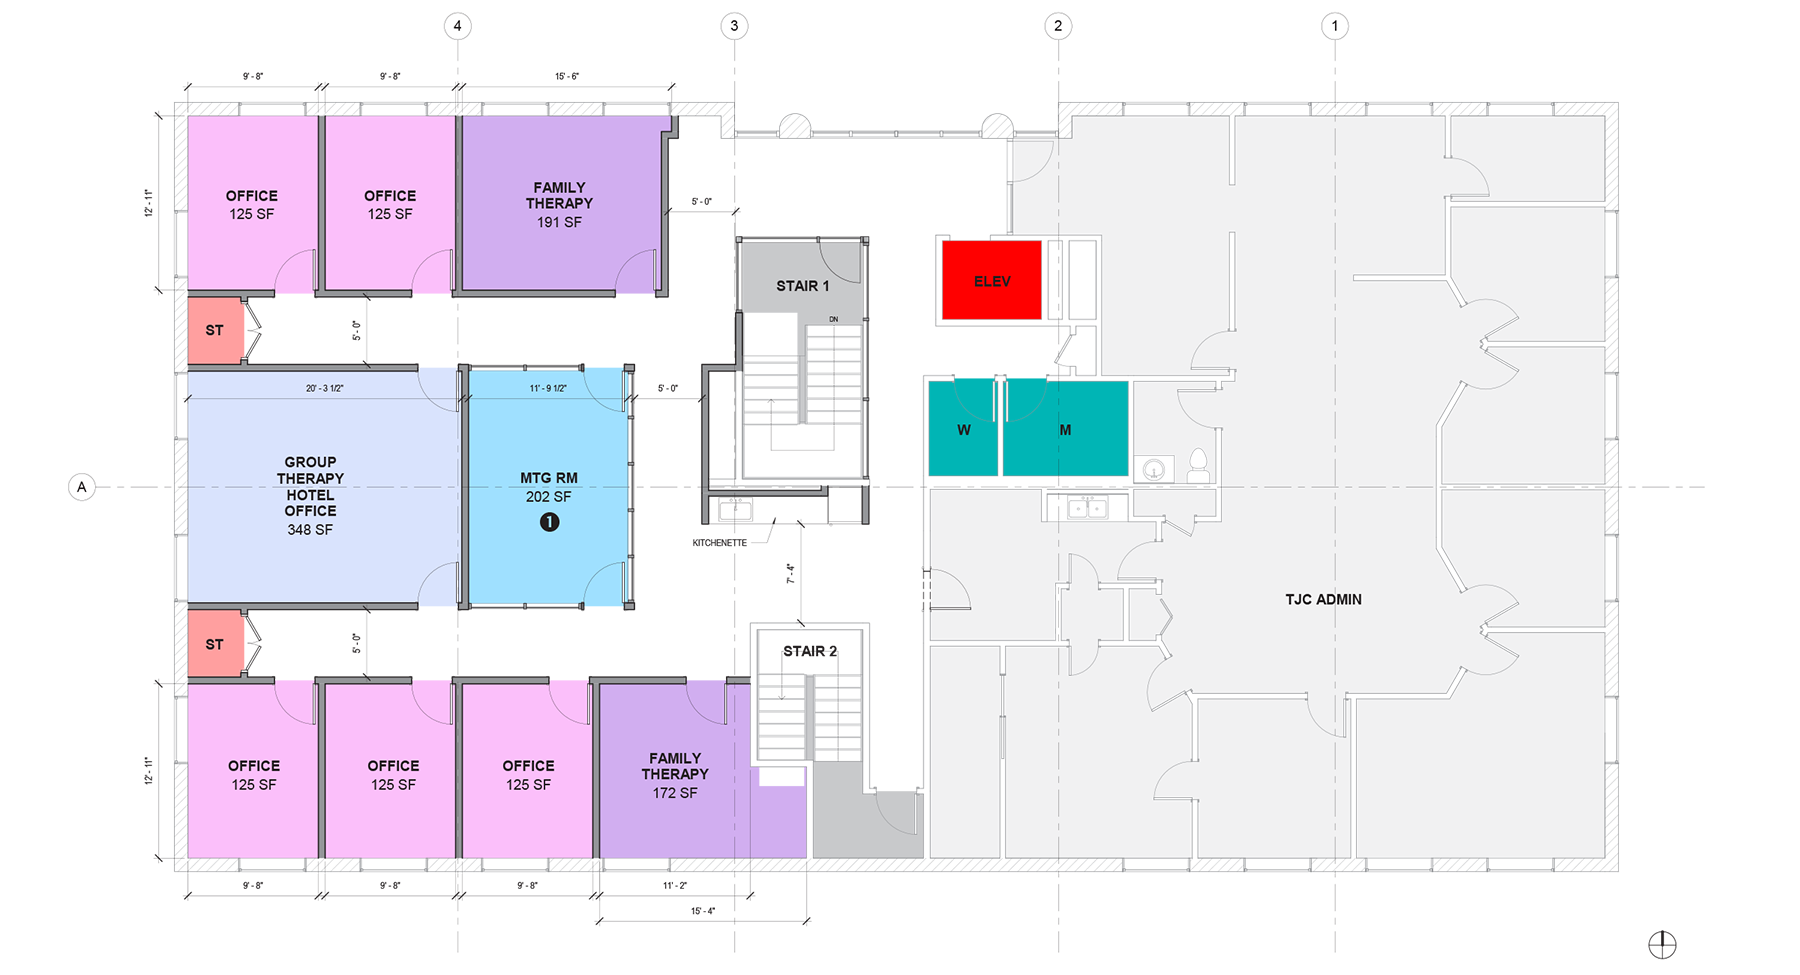 4
3
2
1
9' - 8"
9' - 8"
15' - 6"
12' - 11"
OFFICE
125 SF
OFFICE
125 SF
FAMILY
THERAPY
191 SF
5' - 0"
STAIR 1
DN
ELEV
ST
5' - 0"
20' - 3 1/2"
11' - 9 1/2"
5' - 0"
W
M
A
GROUP
THERAPY
HOTEL
OFFICE
348 SF
MTG RM
202 SF
1
KITCHENETTE
7' - 4"
TJC ADMIN
ST
5' - 0"
STAIR 2
12' - 11"
OFFICE
125 SF
OFFICE
125 SF
OFFICE
125 SF
FAMILY
THERAPY
172 SF
9' - 8"
9' - 8"
9' - 8"
11' - 2"
15' - 4"